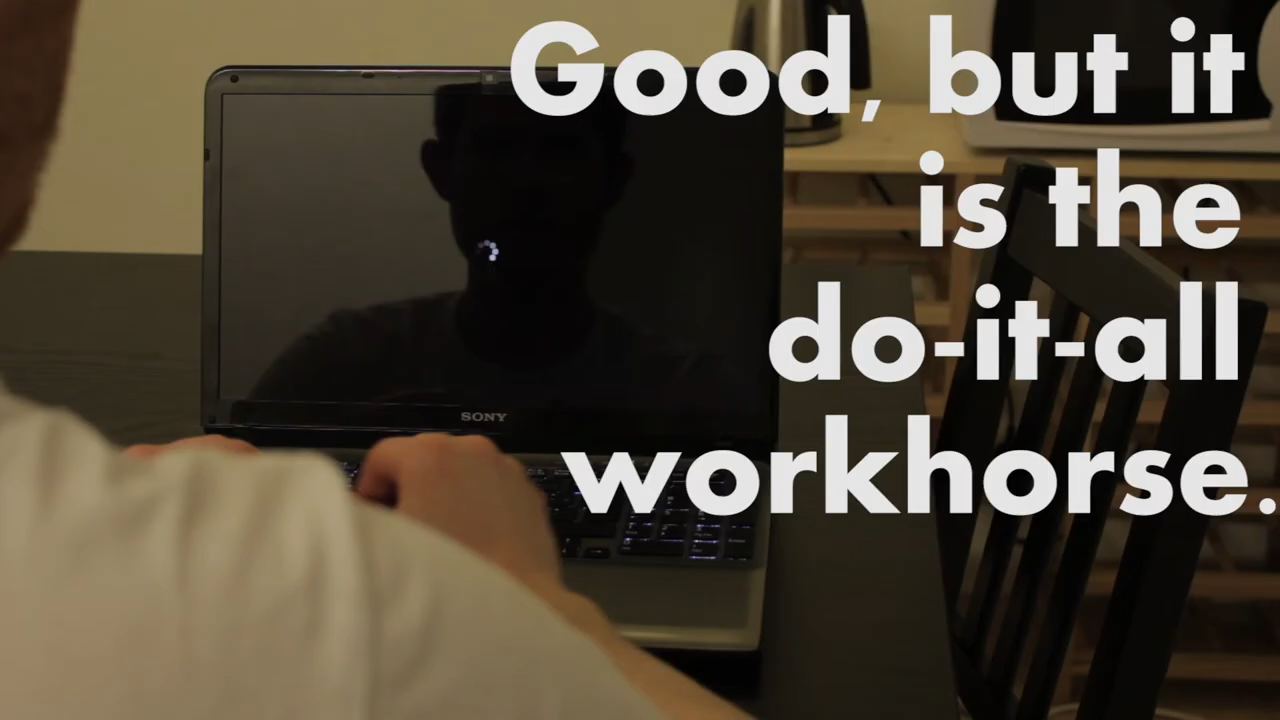 Good, but it
is the
do-it-all
workhorse.
SONY